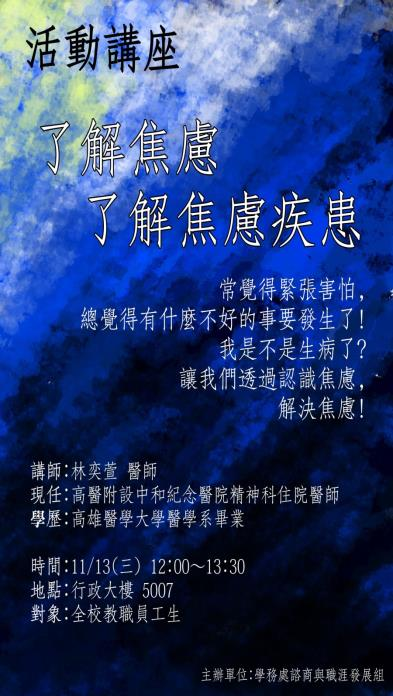 活動講座
了解焦慮
了解焦慮疾患
常覺得緊張害怕,
總覺得有什麼不好的事要發生了!
我是不是生病了?
讓我們透過認識焦慮,
解決焦慮!
講師:林奕萱 醫師
現任:高醫附設中和紀念醫院精神科住院醫師
學歷:高雄醫學大學醫學系畢業
時間:11/13(三) 12:00~13:30
地點:行政大樓 5007
對象:全校教職員工生
主辦單位:學務處諮商與職涯發展組